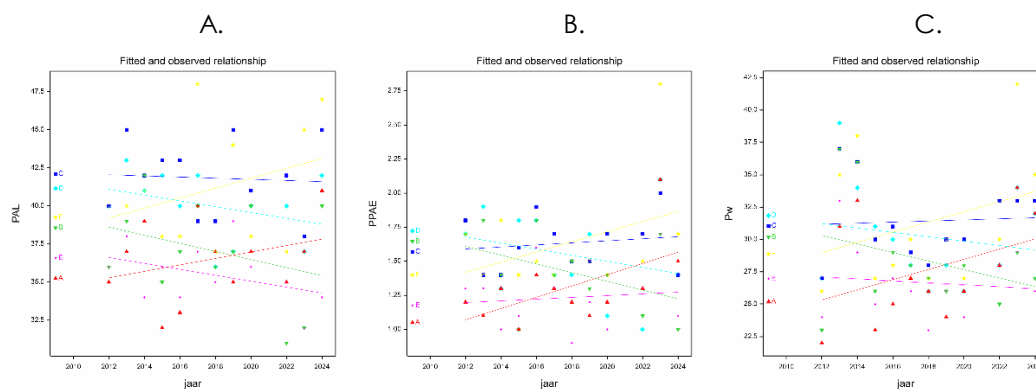 A.
B.
C.
Fitted and observed relationship
Fitted and observed relationship
Fitted and observed relationship
PAL
47.5
45.0
42.5
40.0
37.5
35.0
32.5
C
D
F
B
E
A
2010 2012 2014 2016 2018 2020 2022 2024
jaar
PPAE
2.75
2.50
2.25
2.00
1.75
1.50
1.25
1.00
D
B
C
F
E
A
2010 2012 2014 2016 2018 2020 2022 2024
jaar
Pw
42.5
40.0
37.5
35.0
32.5
30.0
27.5
25.0
22.5
D
C
B
E
A
2010 2012 2014 2016 2018 2020 2022 2024
jaar